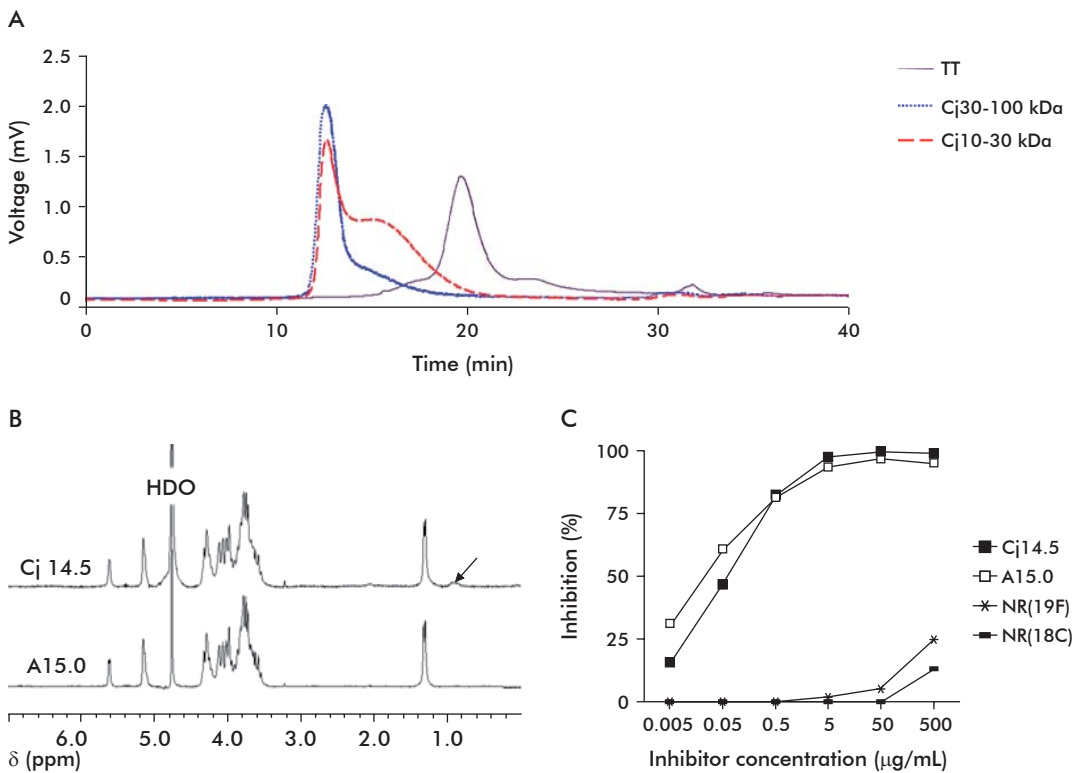 A
2.5
2.0
1.5
1.0
0.5
0
Voltage (mV)
0 10 20 30 40
Time (min)
TT
Cj30-100 kDa
Cj10-30 kDa
B
HDO
Cj 14.5
A15.0
6.0 5.0 4.0 3.0 2.0 1.0
δ (ppm)
C
100
75
50
25
0
Inhibition (%)
0.005 0.05 0.5 5 50 500
Inhibitor concentration (μg/mL)
Cj14.5
A15.0
NR(19F)
NR(18C)